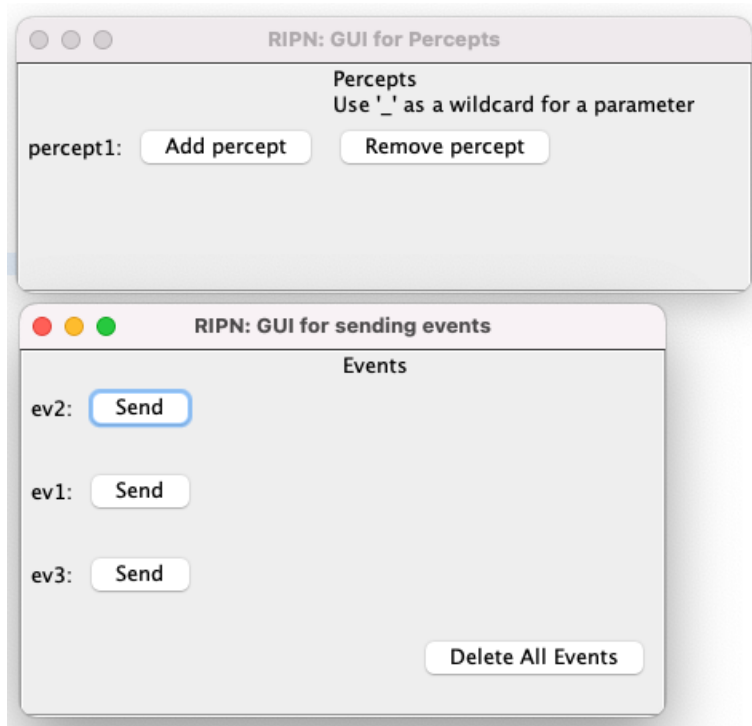 RIPN: GUI for Percepts
Percepts
Use '_' as a wildcard for a parameter
percept1: Add percept Remove percept
RIPN: GUI for sending events
Events
ev2: Send
ev1: Send
ev3: Send
Delete All Events